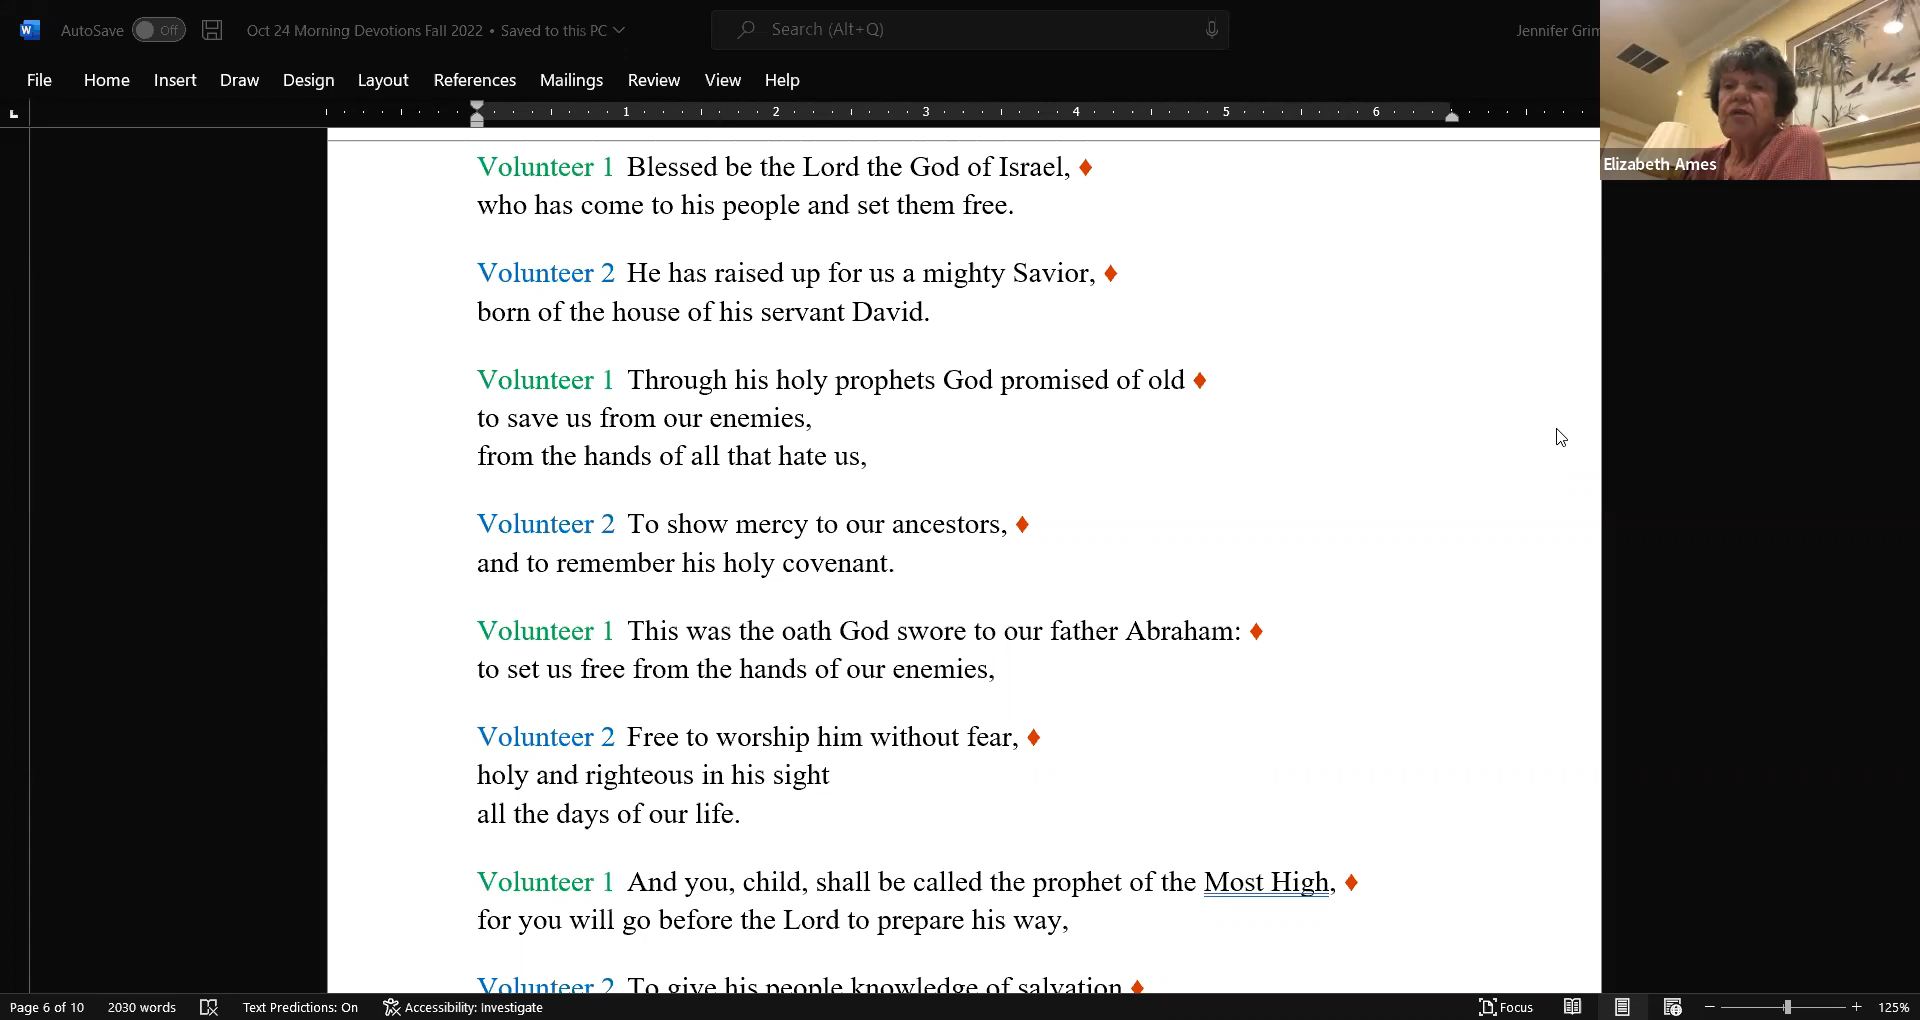 AutoSave Off Oct 24 Morning Devotions Fall 2022 • Saved to this PC Search (Alt+Q) Jennifer Grim
File Home Insert Draw Design Layout References Mailings Review View Help
1 2 3 4 5 6
Elizabeth Ames
Volunteer 1 Blessed be the Lord the God of Israel, ♦
who has come to his people and set them free.
Volunteer 2 He has raised up for us a mighty Savior, ♦
born of the house of his servant David.
Volunteer 1 Through his holy prophets God promised of old ♦
to save us from our enemies,
from the hands of all that hate us,
Volunteer 2 To show mercy to our ancestors, ♦
and to remember his holy covenant.
Volunteer 1 This was the oath God swore to our father Abraham: ♦
to set us free from the hands of our enemies,
Volunteer 2 Free to worship him without fear, ♦
holy and righteous in his sight
all the days of our life.
Volunteer 1 And you, child, shall be called the prophet of the Most High, ♦
for you will go before the Lord to prepare his way,
Volunteer 2 To give his people knowledge of salvation ♦
Page 6 of 10 2030 words Text Predictions: On Accessibility: Investigate Focus 125%